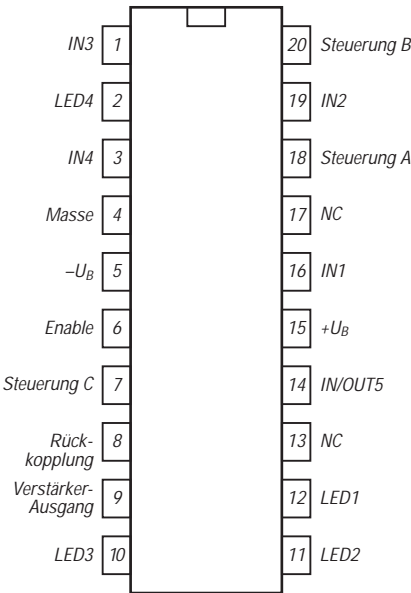 IN3 1 20 Steuerung B
LED4 2 19 IN2
IN4 3 18 Steuerung A
Masse 4 17 NC
–UB 5 16 IN1
Enable 6 15 +UB
Steuerung C 7 14 IN/OUT5
Rück-
kopplung 8 13 NC
Verstärker-
Ausgang 9 12 LED1
LED3 10 11 LED2